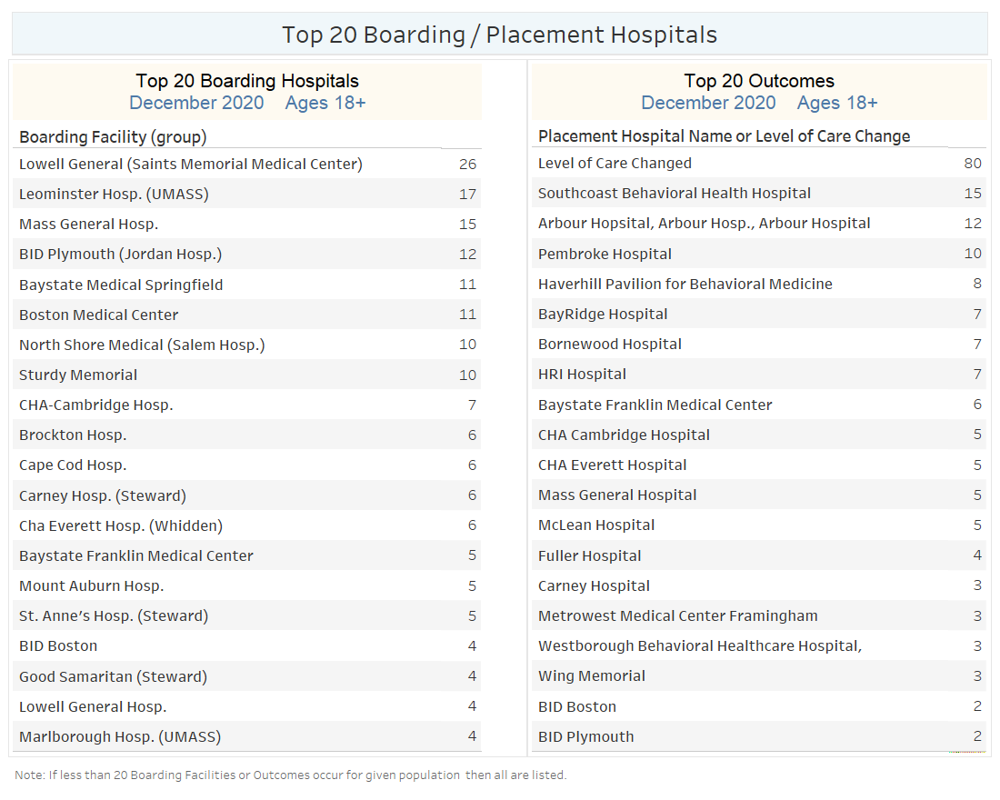 Top 20 Boarding / Placement Hospitals
Top 20 Boarding Hospitals
December 2020 Ages 18+
Boarding Facility (group)
Lowell General (Saints Memorial Medical Center) 26
Leominster Hosp. (UMASS) 17
Mass General Hosp. 15
BID Plymouth (Jordan Hosp.) 12
Baystate Medical Springfield 11
Boston Medical Center 11
North Shore Medical (Salem Hosp.) 10
Sturdy Memorial 10
CHA-Cambridge Hosp. 7
Brockton Hosp. 6
Cape Cod Hosp. 6
Carney Hosp. (Steward) 6
Cha Everett Hosp. (Whidden) 6
Baystate Franklin Medical Center 5
Mount Auburn Hosp. 5
St. Anne's Hosp. (Steward) 5
BID Boston 4
Good Samaritan (Steward) 4
Lowell General Hosp. 4
Marlborough Hosp. (UMASS) 4
Top 20 Outcomes
December 2020 Ages 18+
Placement Hospital Name or Level of Care Change
Level of Care Changed 80
Southcoast Behavioral Health Hospital 15
Arbour Hopsital, Arbour Hosp., Arbour Hospital 12
Pembroke Hospital 10
Haverhill Pavilion for Behavioral Medicine 8
BayRidge Hospital 7
Bornewood Hospital 7
HRI Hospital 7
Baystate Franklin Medical Center 6
CHA Cambridge Hospital 5
CHA Everett Hospital 5
Mass General Hospital 5
McLean Hospital 5
Fuller Hospital 4
Carney Hospital 3
Metrowest Medical Center Framingham 3
Westborough Behavioral Healthcare Hospital, 3
Wing Memorial 3
BID Boston 2
BID Plymouth 2
Note: If less than 20 Boarding Facilities or Outcomes occur for given population then all are listed.